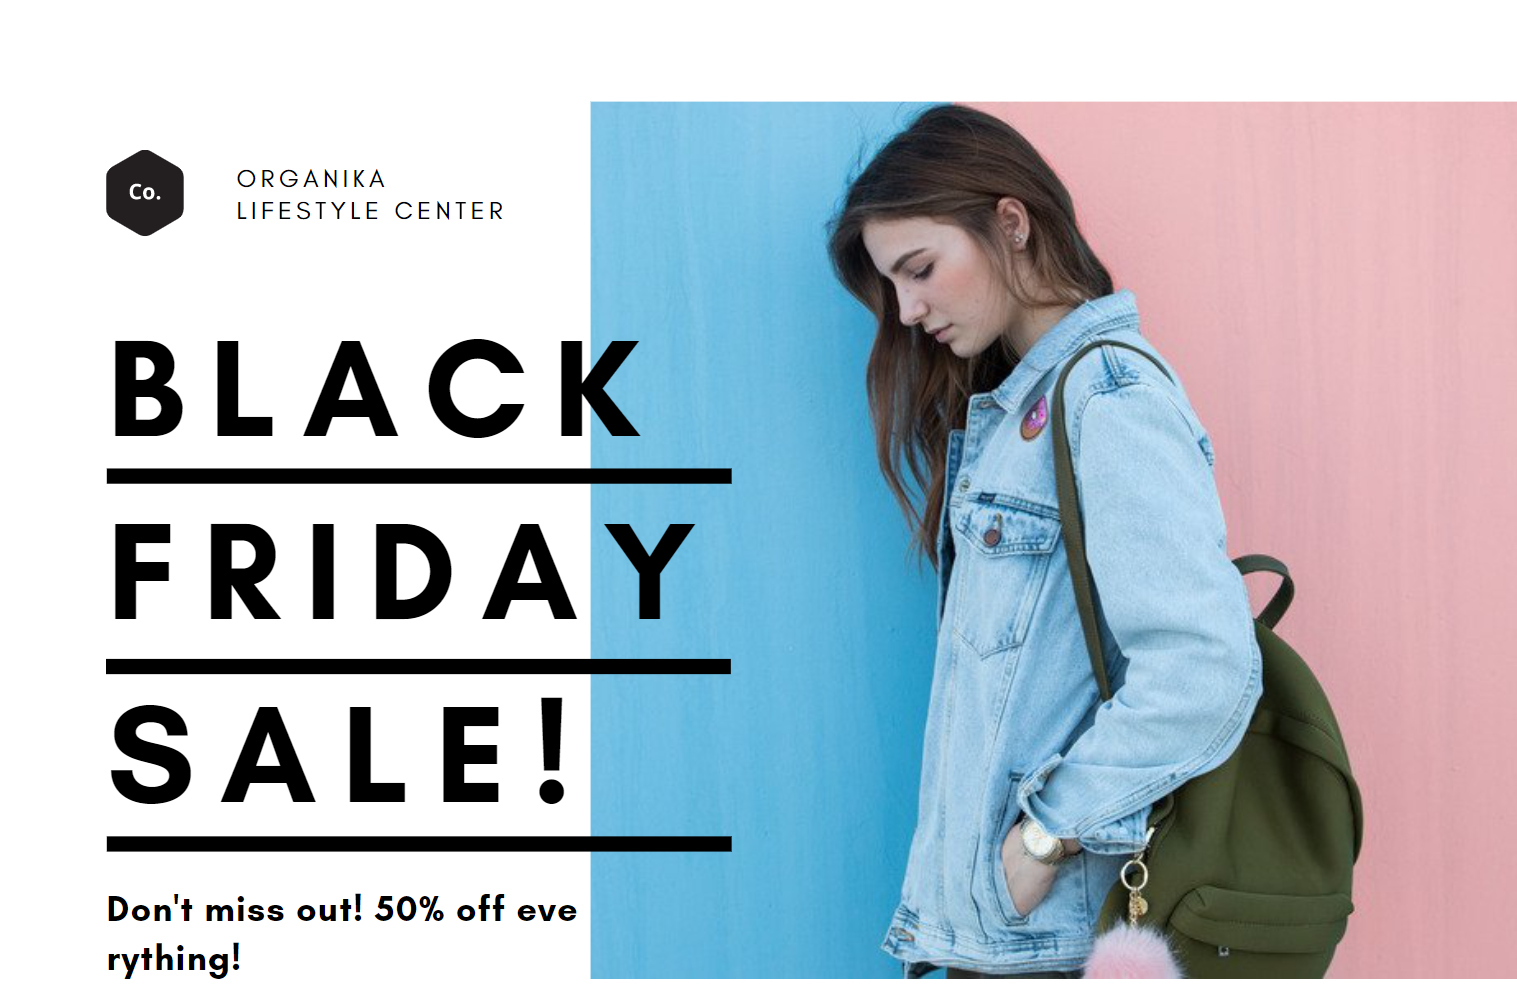 Co.
ORGANIKA
LIFESTYLE CENTER
BLACK
FRIDAY
SALE!
Don't miss out! 50% off eve
rything!